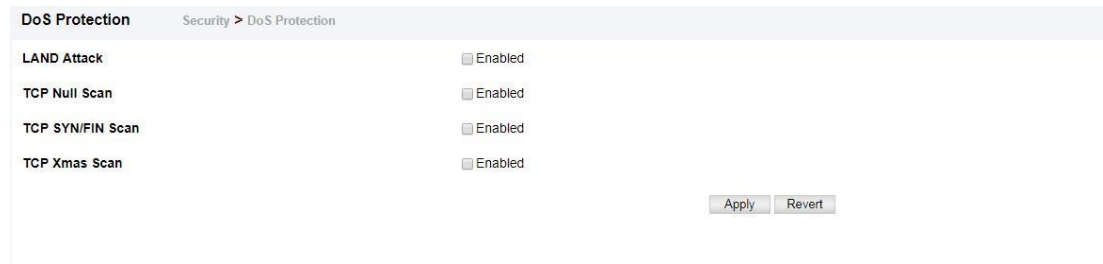 DoS Protection Security > DoS Protection
LAND Attack Enabled
TCP Null Scan Enabled
TCP SYN/FIN Scan Enabled
TCP Xmas Scan Enabled
Apply Revert